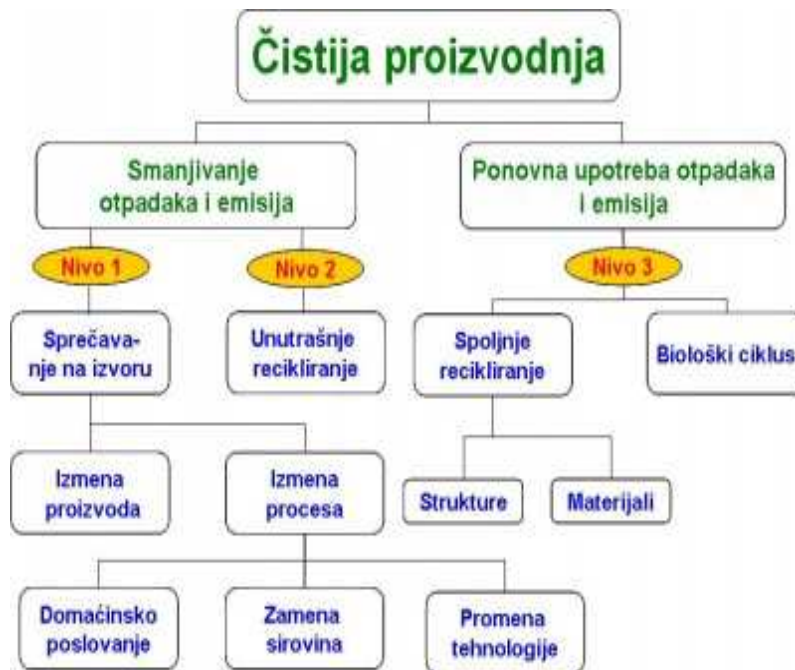 Čistija proizvodnja
Smanjivanje
otpadaka i emisija
Ponovna upotreba otpadaka
i emisija
Nivo 1
Nivo 2
Nivo 3
Sprečava-
nje na izvoru
Unutrašnje
recikliranje
Spoljnje
recikliranje
Biološki ciklus
Izmena
proizvoda
Izmena
procesa
Strukture
Materijali
Domaćinsko
poslovanje
Zamena
sirovina
Promena
tehnologije